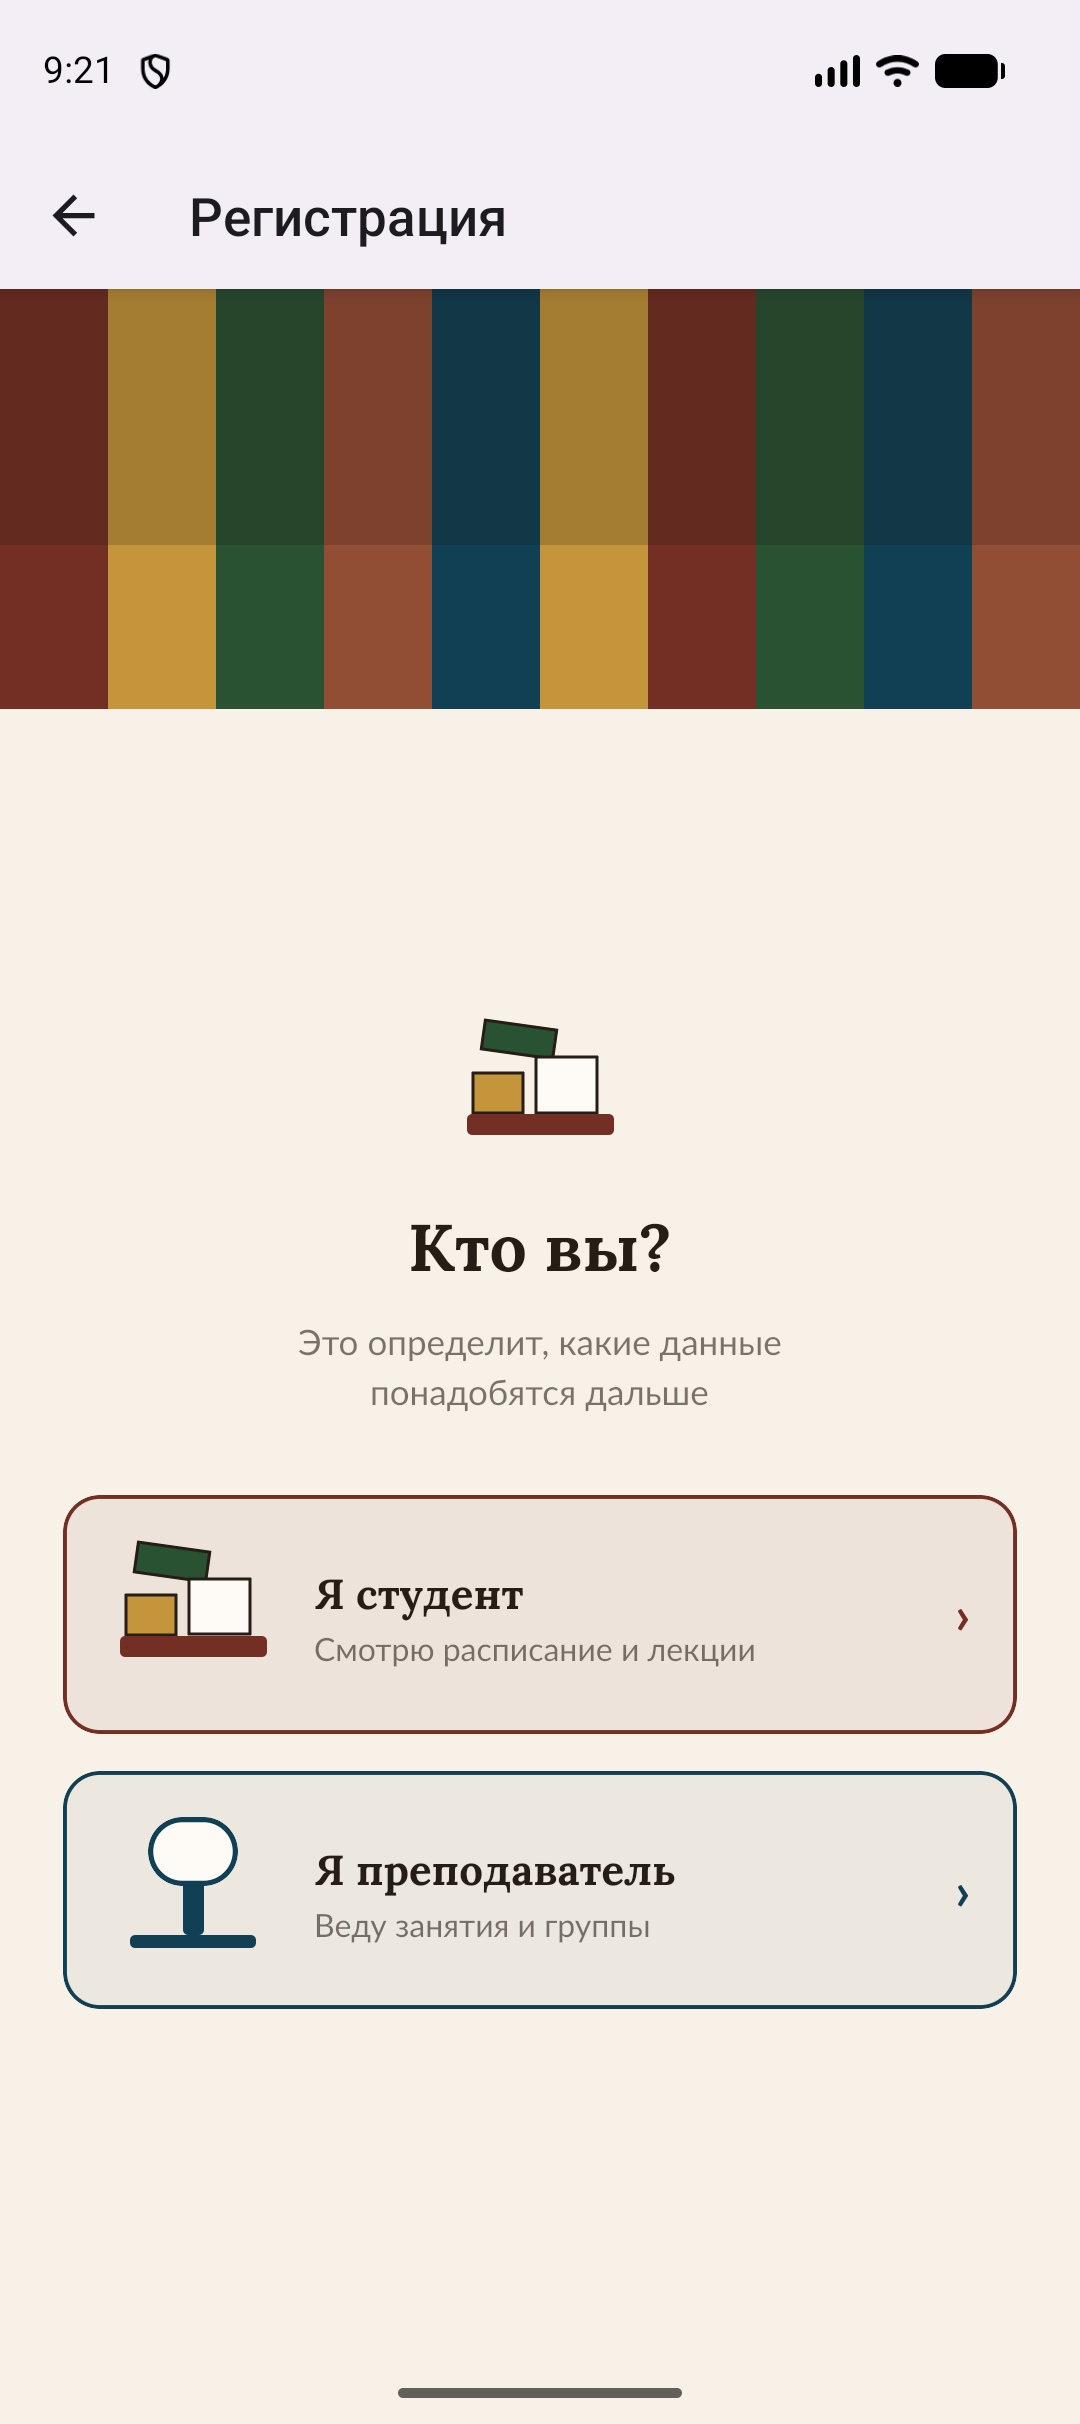 9:21
Регистрация
Кто вы?
Это определит, какие данные
понадобятся дальше
Я студент
Смотрю расписание и лекции
Я преподаватель
Веду занятия и группы